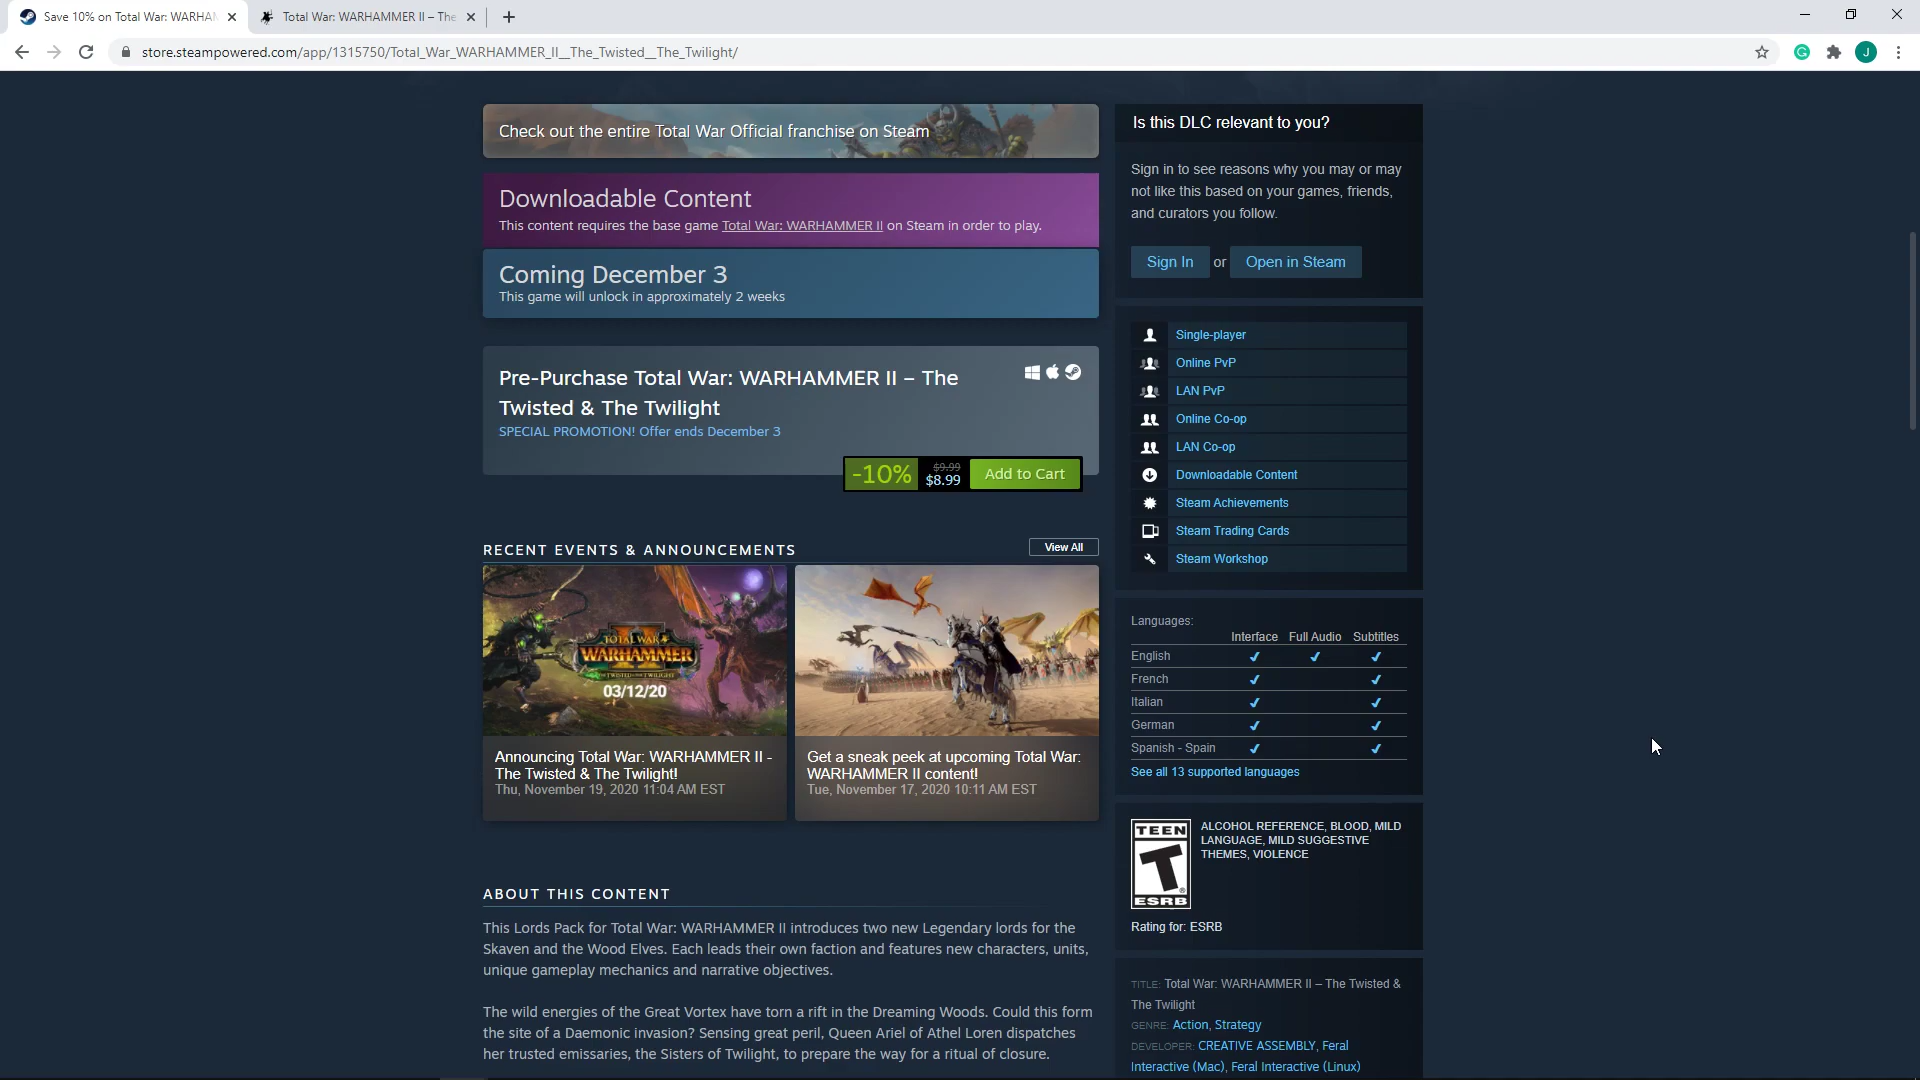 Save 10% on Total War: WARHAM
Total War: WARHAMMER II – The
store.steampowered.com/app/1315750/Total_War_WARHAMMER_II__The_Twisted__The_Twilight/
J
Check out the entire Total War Official franchise on Steam
Downloadable Content
This content requires the base game Total War: WARHAMMER II on Steam in order to play.
Coming December 3
This game will unlock in approximately 2 weeks
Pre-Purchase Total War: WARHAMMER II – The
Twisted & The Twilight
SPECIAL PROMOTION! Offer ends December 3
-10%
$9.99
$8.99
Add to Cart
RECENT EVENTS & ANNOUNCEMENTS
View All
TOTAL WAR
WARHAMMER
II
THE TWISTED & THE TWILIGHT
03/12/20
Announcing Total War: WARHAMMER II -
The Twisted & The Twilight!
Thu, November 19, 2020 11:04 AM EST
Get a sneak peek at upcoming Total War:
WARHAMMER II content!
Tue, November 17, 2020 10:11 AM EST
ABOUT THIS CONTENT
This Lords Pack for Total War: WARHAMMER II introduces two new Legendary lords for the
Skaven and the Wood Elves. Each leads their own faction and features new characters, units,
unique gameplay mechanics and narrative objectives.
The wild energies of the Great Vortex have torn a rift in the Dreaming Woods. Could this form
the site of a Daemonic invasion? Sensing great peril, Queen Ariel of Athel Loren dispatches
her trusted emissaries, the Sisters of Twilight, to prepare the way for a ritual of closure.
Is this DLC relevant to you?
Sign in to see reasons why you may or may
not like this based on your games, friends,
and curators you follow.
Sign In or Open in Steam
Single-player
Online PvP
LAN PvP
Online Co-op
LAN Co-op
Downloadable Content
Steam Achievements
Steam Trading Cards
Steam Workshop
Languages:
Interface Full Audio Subtitles
English ✔ ✔ ✔
French ✔ ✔
Italian ✔ ✔
German ✔ ✔
Spanish - Spain ✔ ✔
See all 13 supported languages
TEEN
T
ESRB
ALCOHOL REFERENCE, BLOOD, MILD
LANGUAGE, MILD SUGGESTIVE
THEMES, VIOLENCE
Rating for: ESRB
TITLE: Total War: WARHAMMER II – The Twisted &
The Twilight
GENRE: Action, Strategy
DEVELOPER: CREATIVE ASSEMBLY, Feral
Interactive (Mac), Feral Interactive (Linux)